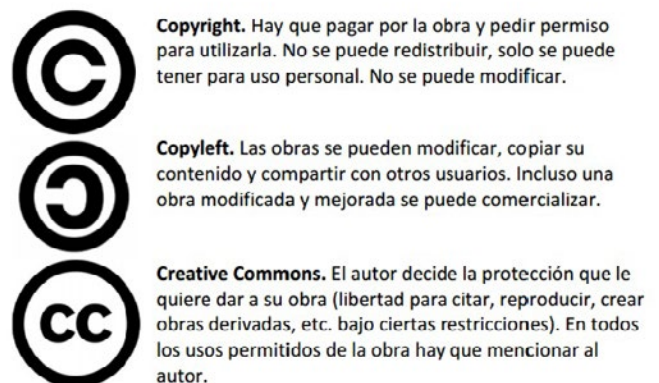 Copyright. Hay que pagar por la obra y pedir permiso
para utilizarla. No se puede redistribuir, solo se puede
tener para uso personal. No se puede modificar.
Copyleft. Las obras se pueden modificar, copiar su
contenido y compartir con otros usuarios. Incluso una
obra modificada y mejorada se puede comercializar.
CC
Creative Commons. El autor decide la protección que le
quiere dar a su obra (libertad para citar, reproducir, crear
obras derivadas, etc. bajo ciertas restricciones). En todos
los usos permitidos de la obra hay que mencionar al
autor.